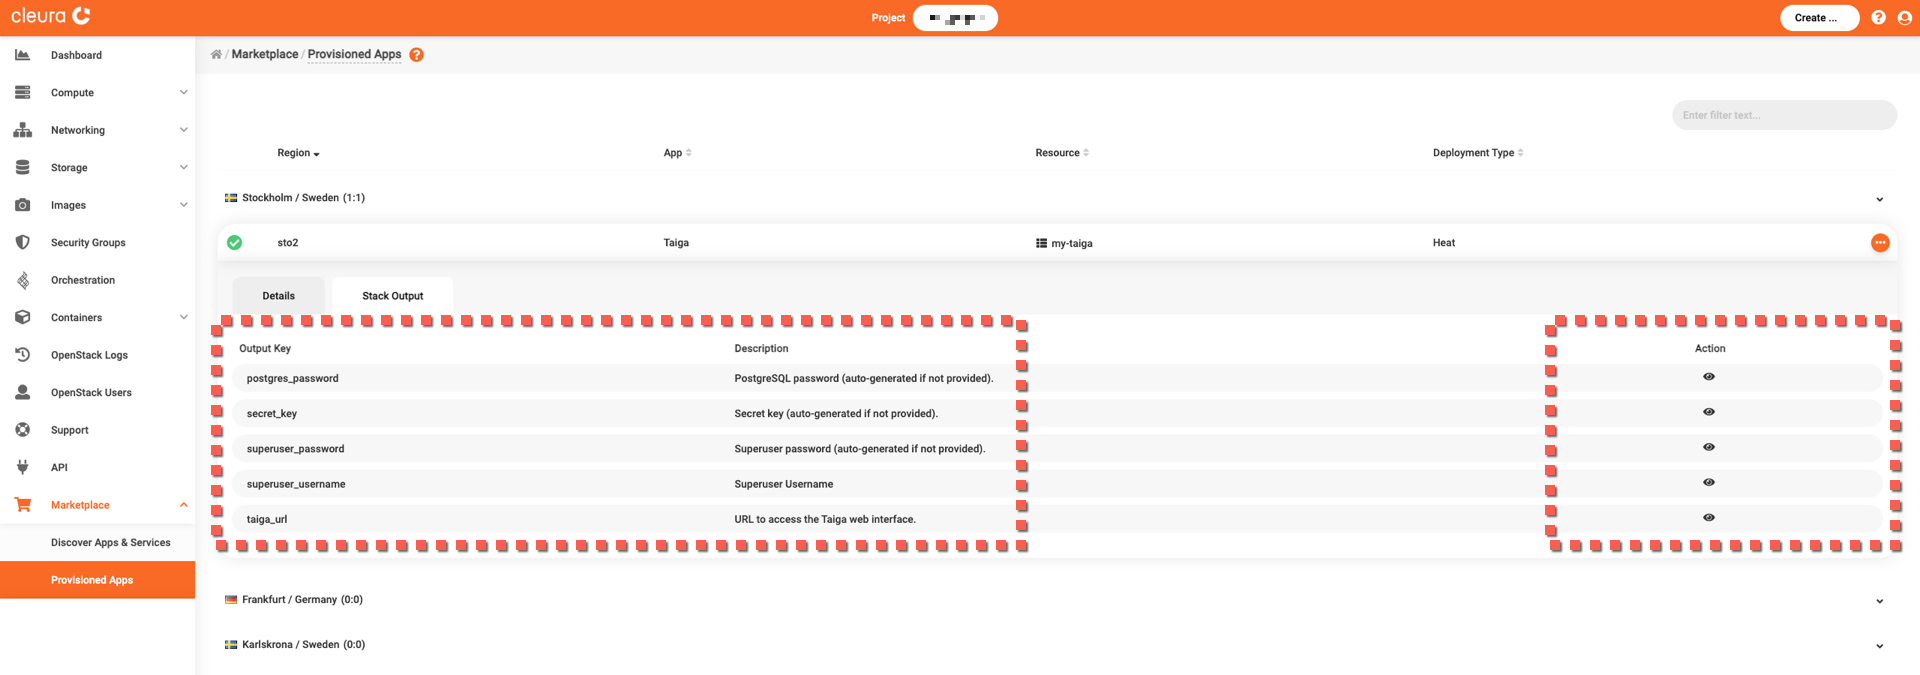 cleura
Project
Create ...
Dashboard
Compute
Networking
Storage
Images
Security Groups
Orchestration
Containers
OpenStack Logs
OpenStack Users
Support
API
Marketplace
Discover Apps & Services
Provisioned Apps
/ Marketplace / Provisioned Apps ?
Enter filter text...
Region App Resource Deployment Type
Stockholm / Sweden (1:1)
sto2 Taiga my-taiga Heat
Details Stack Output
Output Key Description Action
postgres_password PostgreSQL password (auto-generated if not provided).
secret_key Secret key (auto-generated if not provided).
superuser_password Superuser password (auto-generated if not provided).
superuser_username Superuser Username
taiga_url URL to access the Taiga web interface.
Frankfurt / Germany (0:0)
Karlskrona / Sweden (0:0)